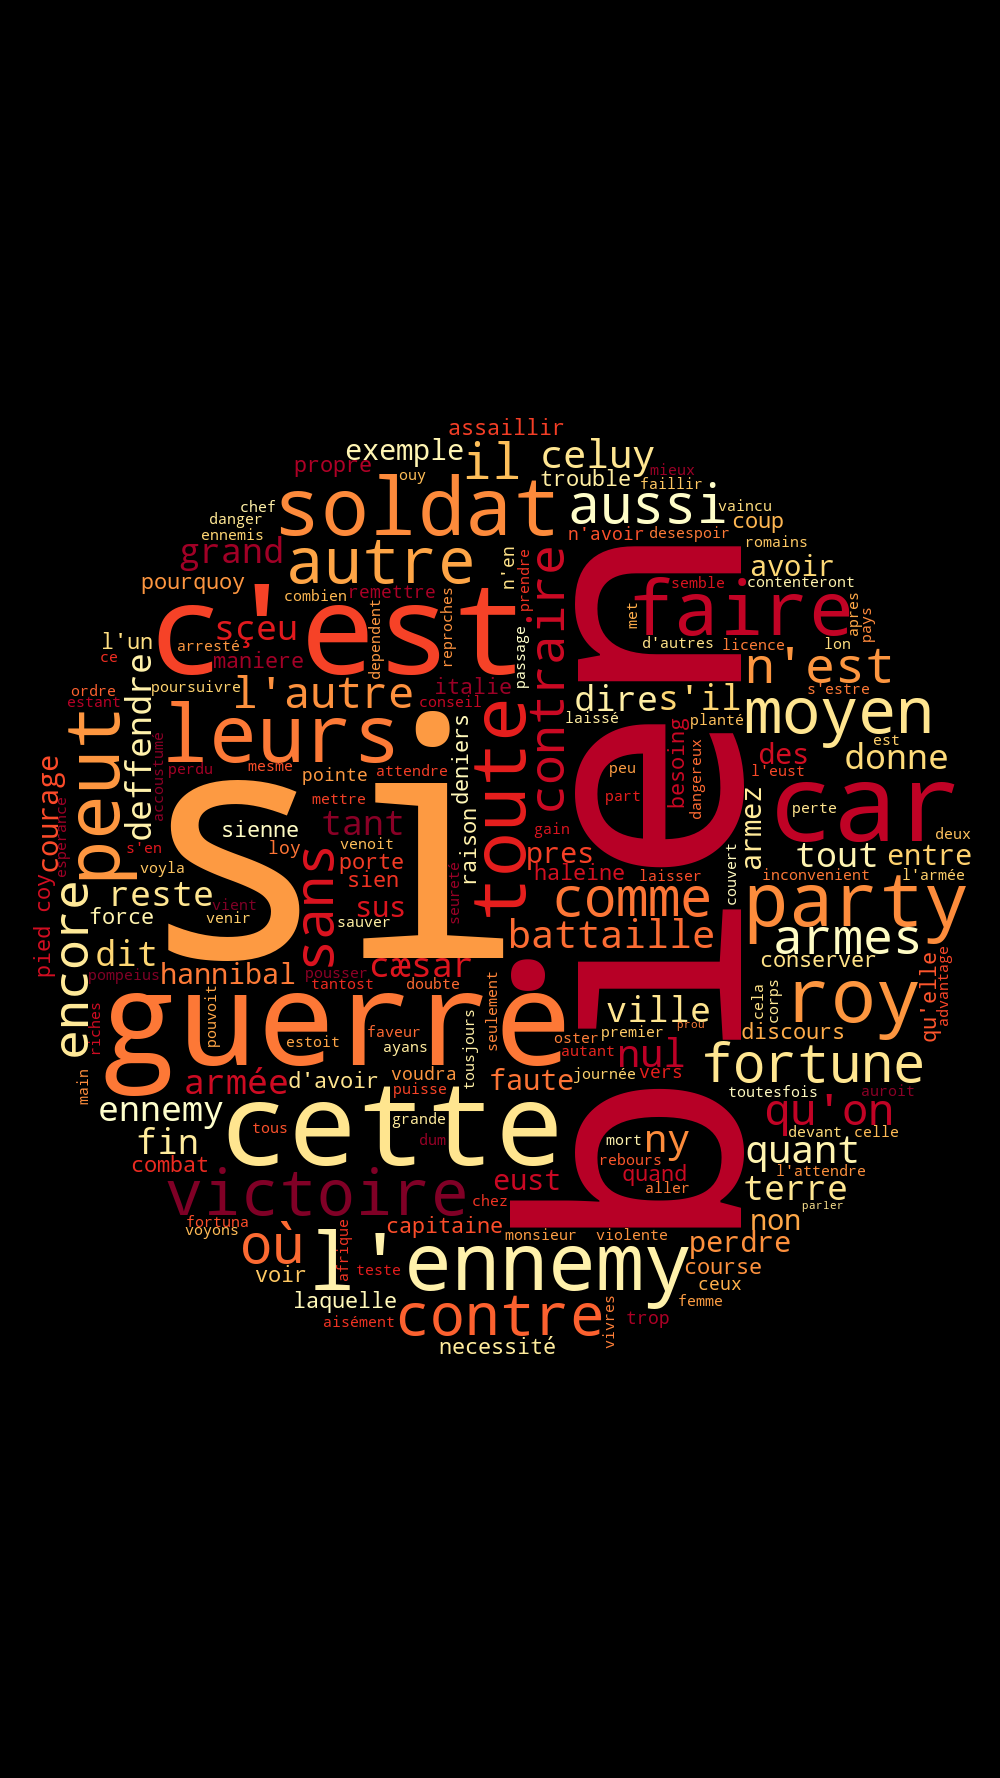 assaillir
exemple
il
celuy
propre
ouy
trouble
mieux
faillir
soldat
aussi
chef
danger
ennemis
vaincu
coup
n'avoir
desespoir
romains
grand
autre
n'en
prendre
contraire
avoir
pourquoy
combien
remettre
semble
contenteront
c'est
faire
bien
sçeu
dependent
reproches
passage
met
apres
pays
l'un
ce
arresté
maniere
d'autres
licence
lon
n'est
ordre
estant
poursuivre
l'autre
italie
conseil
dire
s'il
s'estre
deffendre
leurs
laissé
planté
moyen
peut
accoustume
perdu
mesme
pointe
attendre
deniers
toute
peu
besoing
dangereux
des
l'eust
est
donne
courage
esperance
si
mettre
part
armez
car
perte
deux
s'en
voyla
sienne
loy
tant
venoit
porte
raison
gain
pres
tout
entre
pied coy
encore
reste
sans
sien
haleine
laisser
couvert
inconvenient
l'armée
force
vient
venir
sus
sauver
seureté
comme
party
dit
battaille
armes
pompeius
hannibal
pousser
cæsar
conserver
tantost
doubte
riches
pouvoit
guerre
seulement
ville
cela
corps
roy
qu'elle
advantage
estoit
faveur
ayans
tousjours
oster
premier
prou
discours
autant
nul
fortune
main
armée
d'avoir
voudra
puisse
faute
journée
vers
toutesfois
auroit
ennemy
cette
grande
qu'on
fin
tous
dum
mort
ny
devant
celle
quant
combat
rebours
quand
l'attendre
victoire
eust
aller
terre
chez
parler
fortuna
voyons
capitaine
non
où
afrique
monsieur
violente
perdre
voir
l'ennemy
teste
course
ceux
laquelle
contre
femme
aisément
vivres
trop
necessité